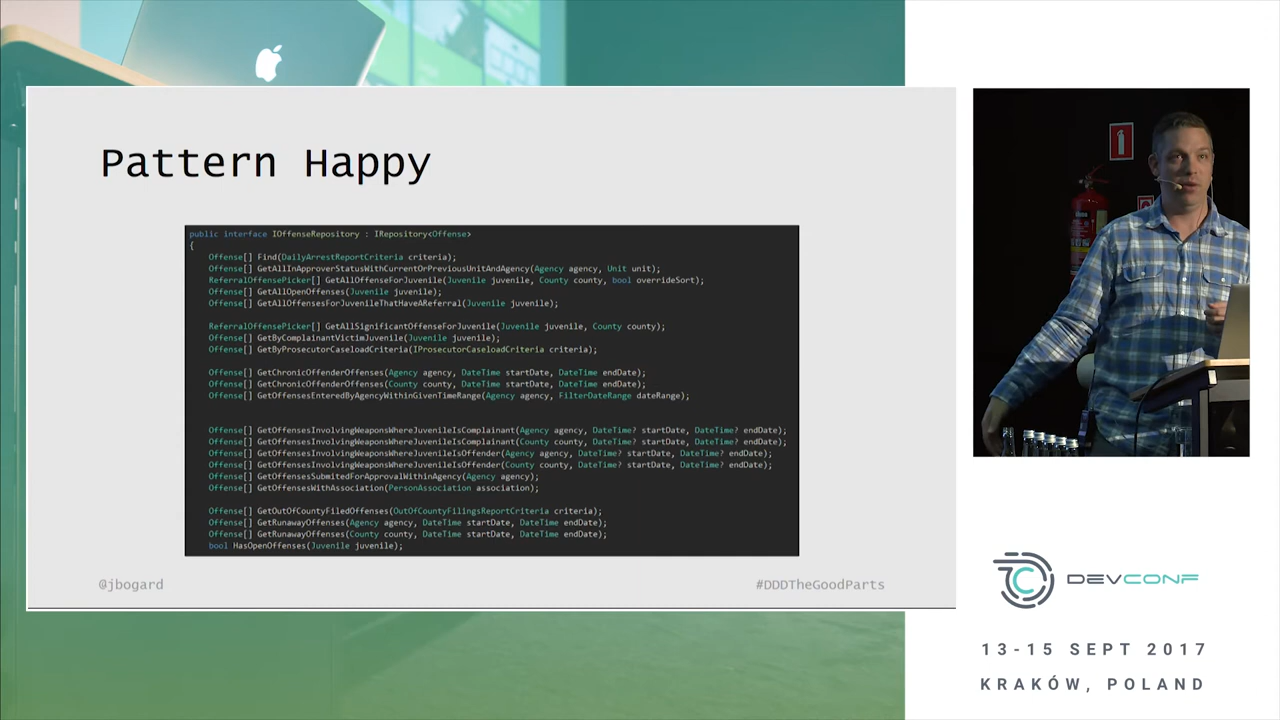 Pattern Happy
public interface IOffenseRepository : IRepository<Offense>
{
Offense[] Find(DailyArrestReportCriteria criteria);
Offense[] GetAllInApproverStatusWithCurrentOrPreviousUnitAndAgency(Agency agency, Unit unit);
ReferralOffensePicker[] GetAllOffenseForJuvenile(Juvenile juvenile, County county, bool overrideSort);
Offense[] GetAllOpenOffenses(Juvenile juvenile);
Offense[] GetAllOffensesForJuvenileThatHaveAReferral(Juvenile juvenile);
ReferralOffensePicker[] GetAllSignificantOffenseForJuvenile(Juvenile juvenile, County county);
Offense[] GetByComplainantVictimJuvenile(Juvenile juvenile);
Offense[] GetByProsecutorCaseloadCriteria(IProsecutorCaseloadCriteria criteria);
Offense[] GetChronicOffenderOffenses(Agency agency, DateTime startDate, DateTime endDate);
Offense[] GetChronicOffenderOffenses(County county, DateTime startDate, DateTime endDate);
Offense[] GetOffensesEnteredByAgencyWithinGivenTimeRange(Agency agency, FilterDateRange dateRange);
Offense[] GetOffensesInvolvingWeaponsWhereJuvenileIsComplainant(Agency agency, DateTime? startDate, DateTime? endDate);
Offense[] GetOffensesInvolvingWeaponsWhereJuvenileIsComplainant(County county, DateTime? startDate, DateTime? endDate);
Offense[] GetOffensesInvolvingWeaponsWhereJuvenileIsOffender(Agency agency, DateTime? startDate, DateTime? endDate);
Offense[] GetOffensesInvolvingWeaponsWhereJuvenileIsOffender(County county, DateTime? startDate, DateTime? endDate);
Offense[] GetOffensesSubmitedForApprovalWithinAgency(Agency agency);
Offense[] GetOffensesWithAssociation(PersonAssociation association);
Offense[] GetOutOfCountyFiledOffenses(OutOfCountyFilingsReportCriteria criteria);
Offense[] GetRunawayOffenses(Agency agency, DateTime startDate, DateTime endDate);
Offense[] GetRunawayOffenses(County county, DateTime startDate, DateTime endDate);
bool HasOpenOffenses(Juvenile juvenile);
@jbogard
#DDDTheGoodParts
DEVCONF
13-15 SEPT 2017
KRAKÓW, POLAND